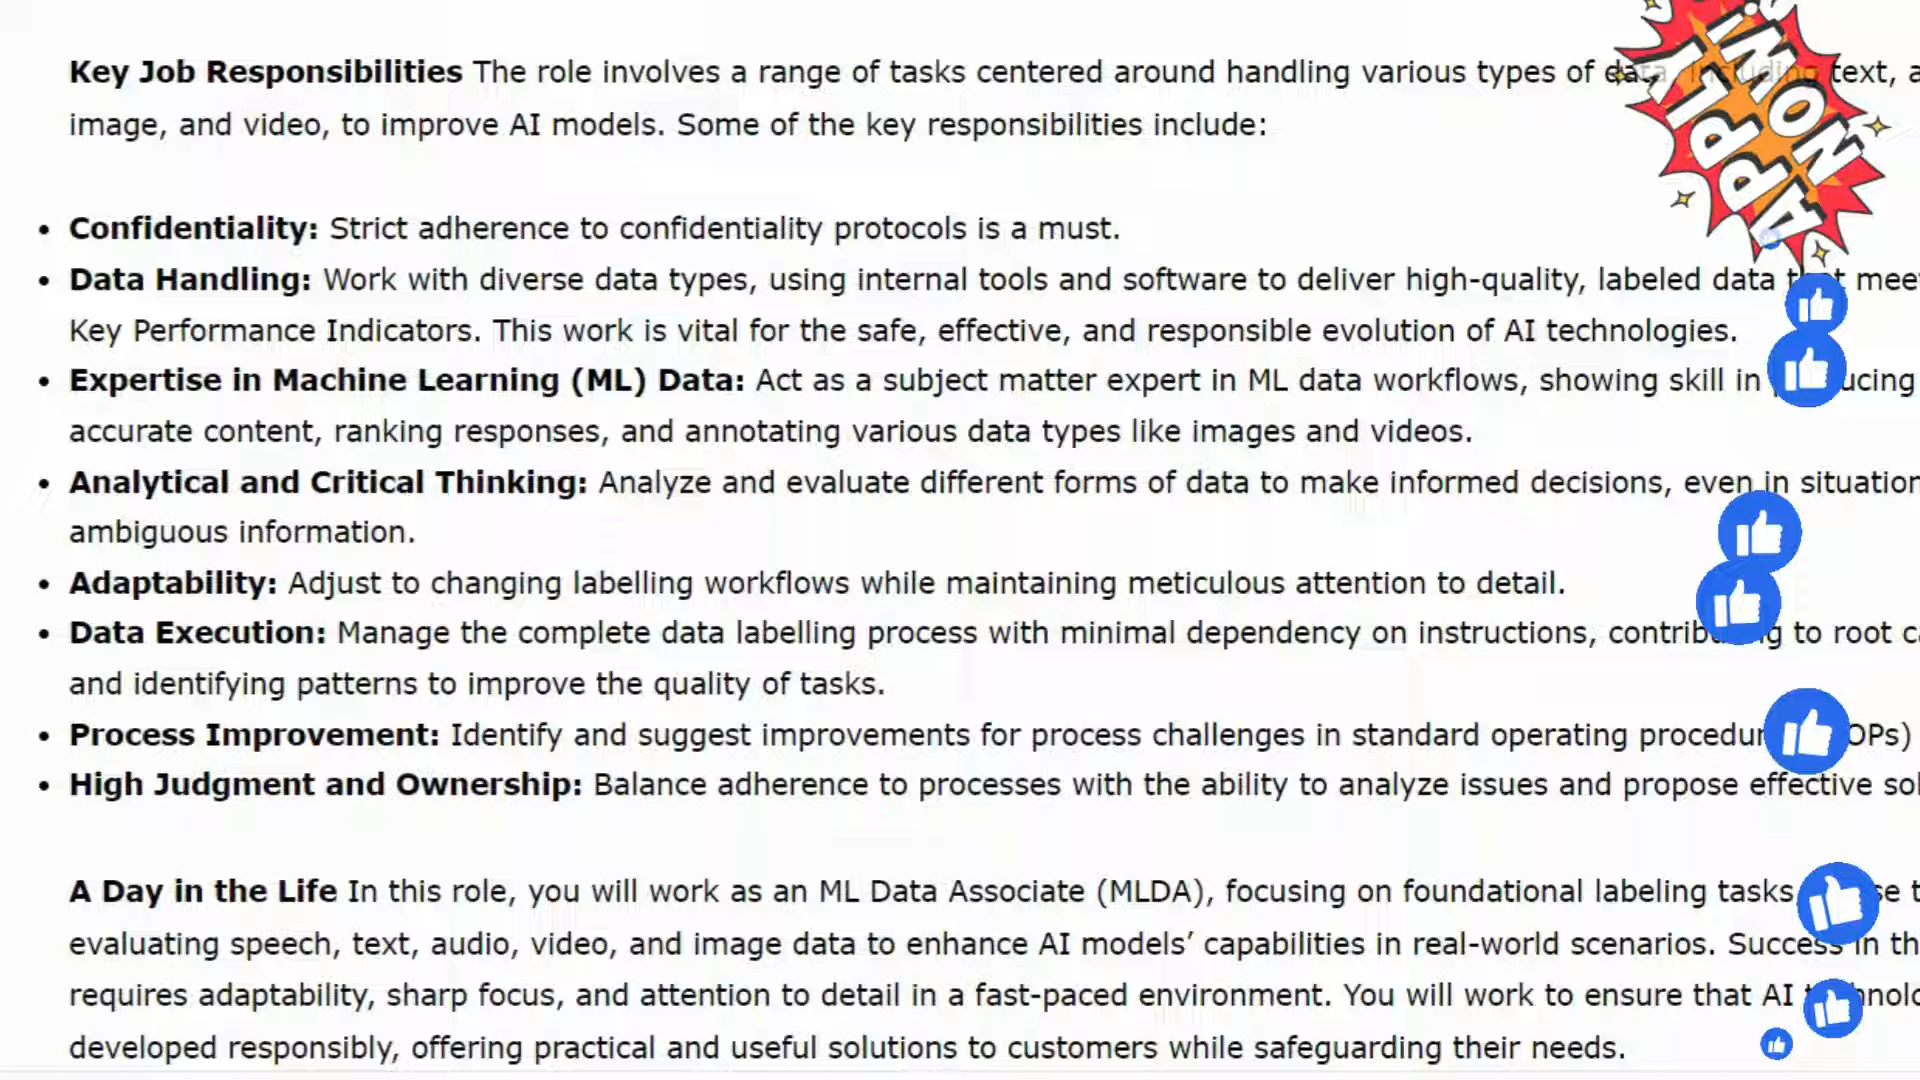 Key Job Responsibilities The role involves a range of tasks centered around handling various types of data, including text,
image, and video, to improve AI models. Some of the key responsibilities include:
• Confidentiality: Strict adherence to confidentiality protocols is a must.
• Data Handling: Work with diverse data types, using internal tools and software to deliver high-quality, labeled data that
Key Performance Indicators. This work is vital for the safe, effective, and responsible evolution of AI technologies.
• Expertise in Machine Learning (ML) Data: Act as a subject matter expert in ML data workflows, showing skill in
accurate content, ranking responses, and annotating various data types like images and videos.
• Analytical and Critical Thinking: Analyze and evaluate different forms of data to make informed decisions, even in
ambiguous information.
• Adaptability: Adjust to changing labelling workflows while maintaining meticulous attention to detail.
• Data Execution: Manage the complete data labelling process with minimal dependency on instructions, contributing to root
and identifying patterns to improve the quality of tasks.
• Process Improvement: Identify and suggest improvements for process challenges in standard operating
• High Judgment and Ownership: Balance adherence to processes with the ability to analyze issues and propose effective
A Day in the Life In this role, you will work as an ML Data Associate (MLDA), focusing on foundational labeling tasks
evaluating speech, text, audio, video, and image data to enhance AI models’ capabilities in real-world scenarios. Success in
requires adaptability, sharp focus, and attention to detail in a fast-paced environment. You will work to ensure that AI
developed responsibly, offering practical and useful solutions to customers while safeguarding their needs.
APPLY
NOW!